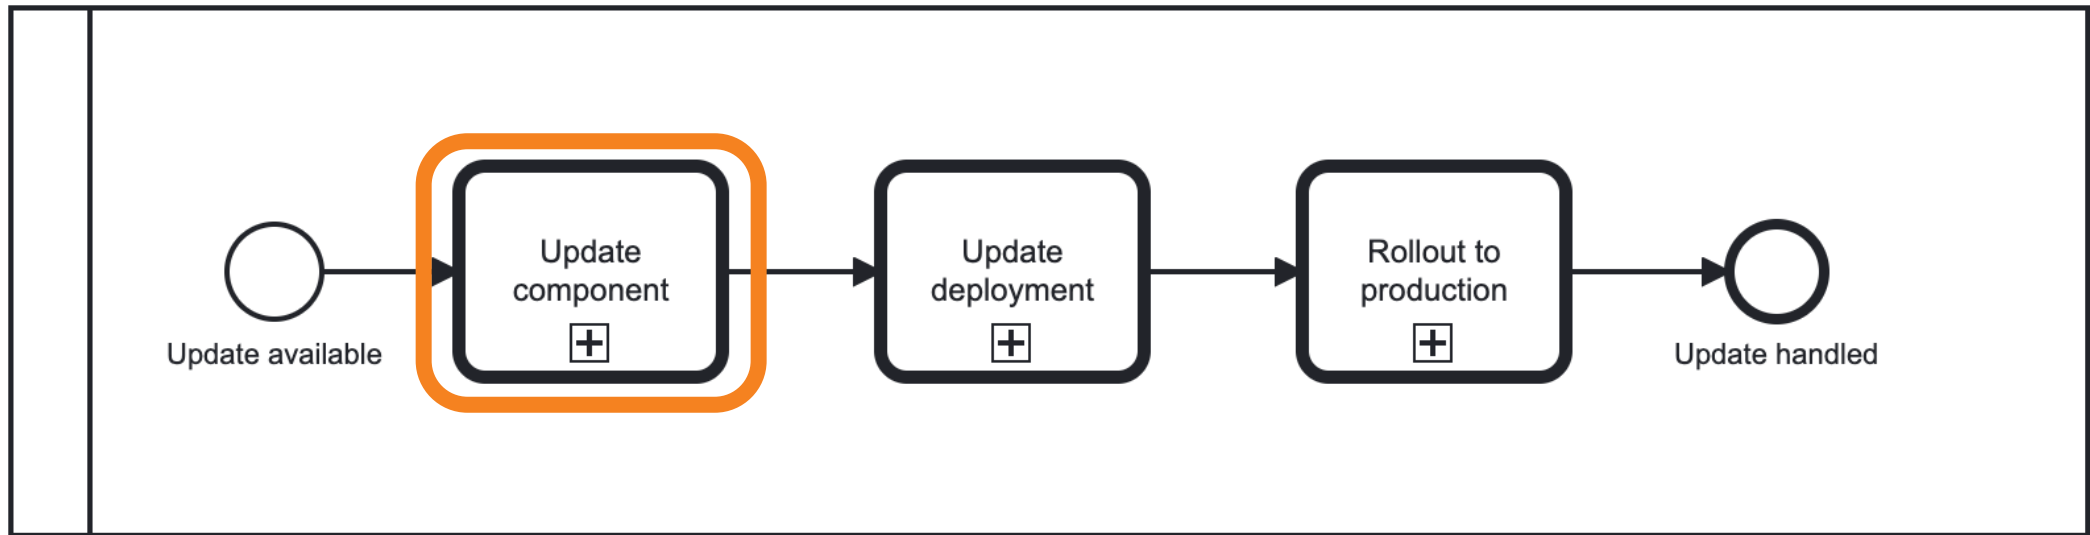 Update available
Update
component
Update
deployment
Rollout to
production
Update handled